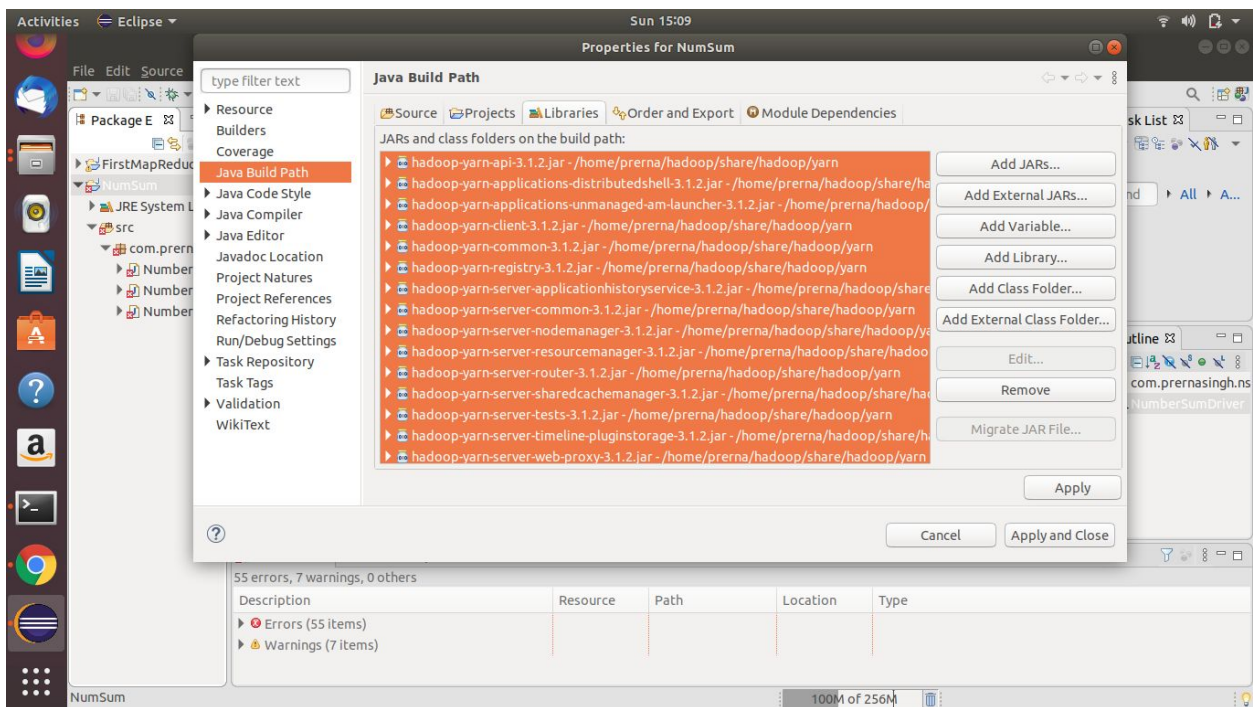 Activities Eclipse Sun 15:09
Properties for NumSum
File Edit Source
type filter text
Resource
Builders
Coverage
Java Build Path
Java Code Style
Java Compiler
Java Editor
Javadoc Location
Project Natures
Project References
Refactoring History
Run/Debug Settings
Task Repository
Task Tags
Validation
WikiText
Java Build Path
Source Projects Libraries Order and Export Module Dependencies
JARs and class folders on the build path:
hadoop-yarn-api-3.1.2.jar - /home/prerna/hadoop/share/hadoop/yarn
hadoop-yarn-applications-distributedshell-3.1.2.jar - /home/prerna/hadoop/share/ha
hadoop-yarn-applications-unmanaged-am-launcher-3.1.2.jar - /home/prerna/hadoop/
hadoop-yarn-client-3.1.2.jar - /home/prerna/hadoop/share/hadoop/yarn
hadoop-yarn-common-3.1.2.jar - /home/prerna/hadoop/share/hadoop/yarn
hadoop-yarn-registry-3.1.2.jar - /home/prerna/hadoop/share/hadoop/yarn
hadoop-yarn-server-applicationhistoryservice-3.1.2.jar - /home/prerna/hadoop/share
hadoop-yarn-server-common-3.1.2.jar - /home/prerna/hadoop/share/hadoop/yarn
hadoop-yarn-server-nodemanager-3.1.2.jar - /home/prerna/hadoop/share/hadoop/ya
hadoop-yarn-server-resourcemanager-3.1.2.jar - /home/prerna/hadoop/share/hadoo
hadoop-yarn-server-router-3.1.2.jar - /home/prerna/hadoop/share/hadoop/yarn
hadoop-yarn-server-sharedcachemanager-3.1.2.jar - /home/prerna/hadoop/share/had
hadoop-yarn-server-tests-3.1.2.jar - /home/prerna/hadoop/share/hadoop/yarn
hadoop-yarn-server-timeline-pluginstorage-3.1.2.jar - /home/prerna/hadoop/share/h
hadoop-yarn-server-web-proxy-3.1.2.jar - /home/prerna/hadoop/share/hadoop/yarn
Add JARs...
Add External JARs...
Add Variable...
Add Library...
Add Class Folder...
Add External Class Folder...
Edit...
Remove
Migrate JAR File...
Apply
Cancel Apply and Close
Package E
FirstMapReduc
NumSum
JRE System L
src
com.prern
Number
Number
Number
sk List
nd All A...
utline
com.prernasingh.ns
NumberSumDriver
55 errors, 7 warnings, 0 others
Description Resource Path Location Type
Errors (55 items)
Warnings (7 items)
NumSum 100M of 256M